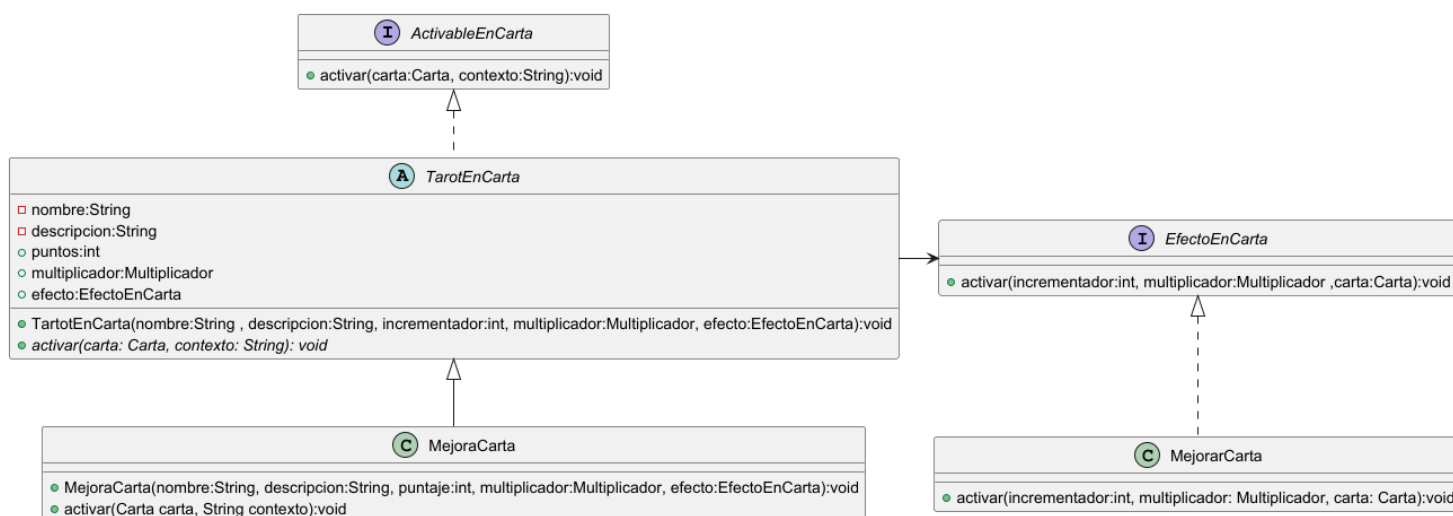 I ActivableEnCarta
activar(carta:Carta, contexto:String):void
A TarotEnCarta
nombre:String
descripcion:String
puntos:int
multiplicador:Multiplicador
efecto:EfectoEnCarta
TartotEnCarta(nombre:String , descripcion:String, incrementador:int, multiplicador:Multiplicador, efecto:EfectoEnCarta):void
activar(carta: Carta, contexto: String): void
I EfectoEnCarta
activar(incrementador:int, multiplicador:Multiplicador ,carta:Carta):void
C MejoraCarta
MejoraCarta(nombre:String, descripcion:String, puntaje:int, multiplicador:Multiplicador, efecto:EfectoEnCarta):void
activar(Carta carta, String contexto):void
C MejorarCarta
activar(incrementador:int, multiplicador: Multiplicador, carta: Carta):void